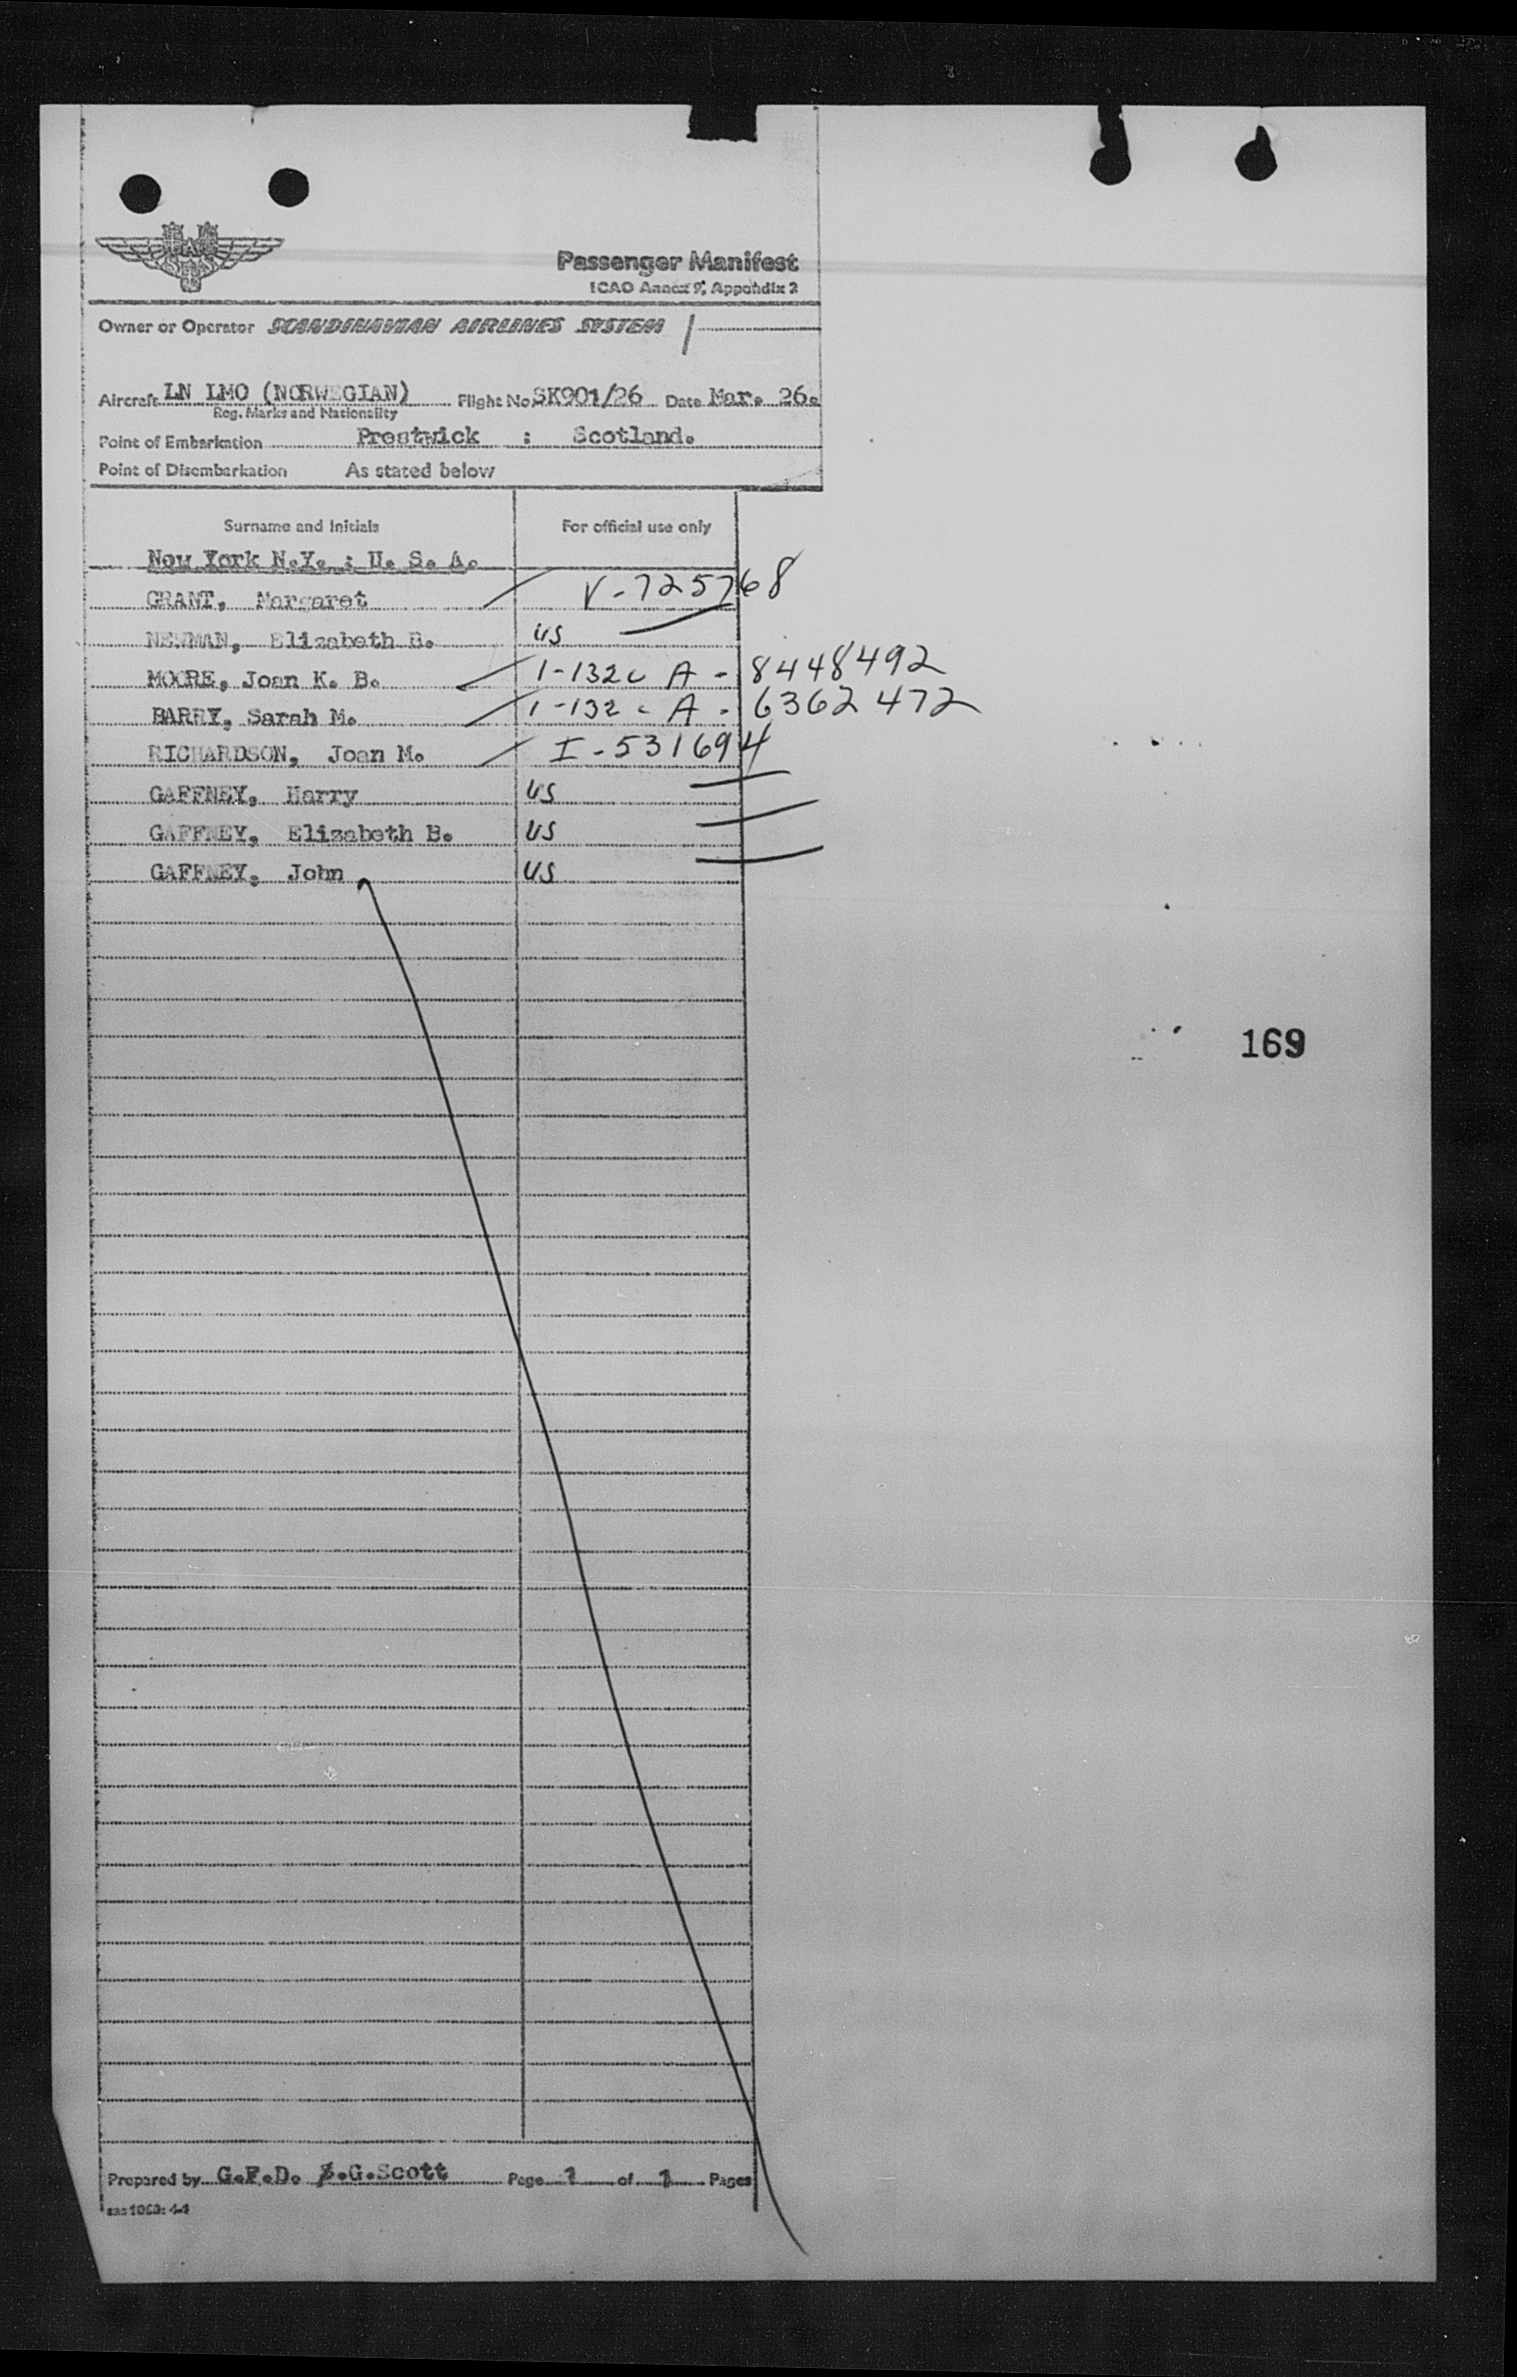 SAS
Passenger Manifest
ICAO Annex 9, Appendix 2
Owner or Operator SCANDINAVIAN AIRLINES SYSTEM
Aircraft LN LMO (NORWEGIAN) Flight No SK901/26 Date Mar. 26.
Reg. Marks and Nationality
Point of Embarkation Prestwick : Scotland.
Point of Disembarkation As stated below
Surname and Initials For official use only
New York N.Y. : U. S. A.
GRANT, Margaret V-725768
NEWMAN, Elizabeth B. US
MOORE, Joan K. B. 1-132c A-8448492
BARRY, Sarah M. 1-132c A-6362472
RICHARDSON, Joan M. I-531694
GAFFNEY, Harry US
GAFFNEY, Elizabeth B. US
GAFFNEY, John US
169
Prepared by G.F.D. .G.Scott Page 1 of 1 Pages